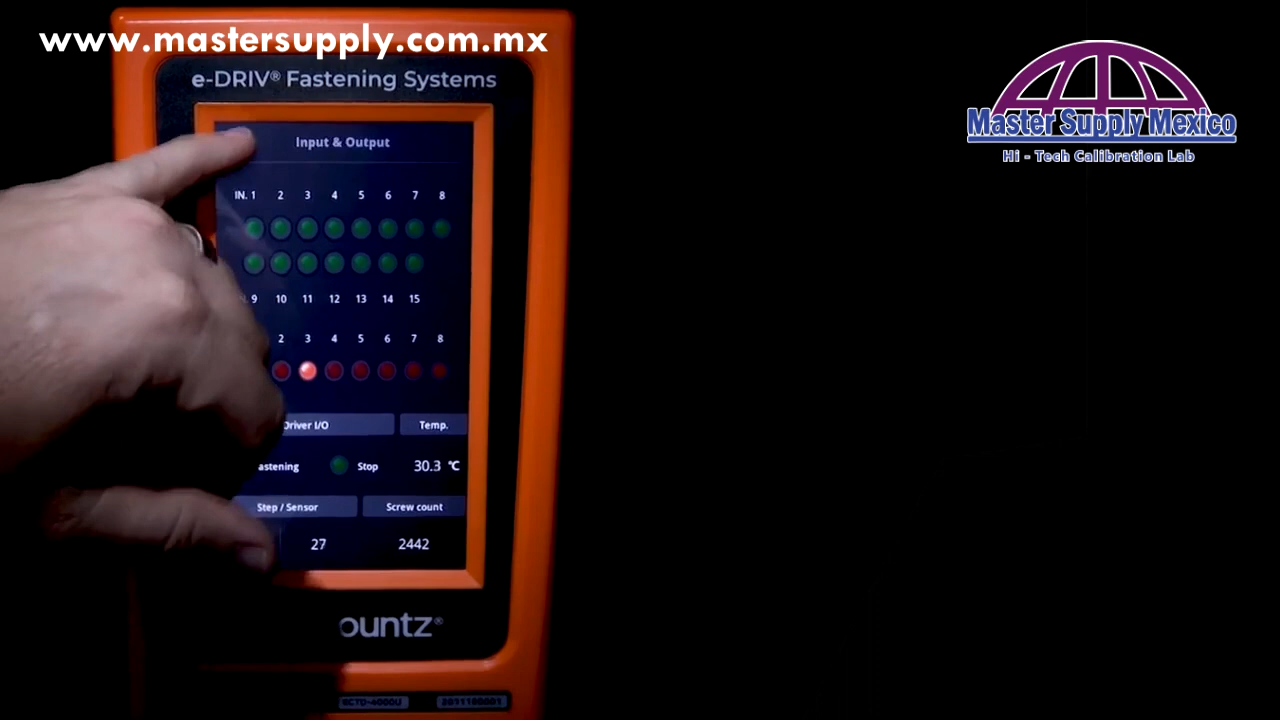 www.mastersupply.com.mx
e-DRIV® Fastening Systems
Master Supply Mexico
Hi - Tech Calibration Lab
Input & Output
IN. 1 2 3 4 5 6 7 8
9 10 11 12 13 14 15
2 3 4 5 6 7 8
Driver I/O Temp.
astening Stop 30.3 °C
Step / Sensor Screw count
27 2442
ountz®